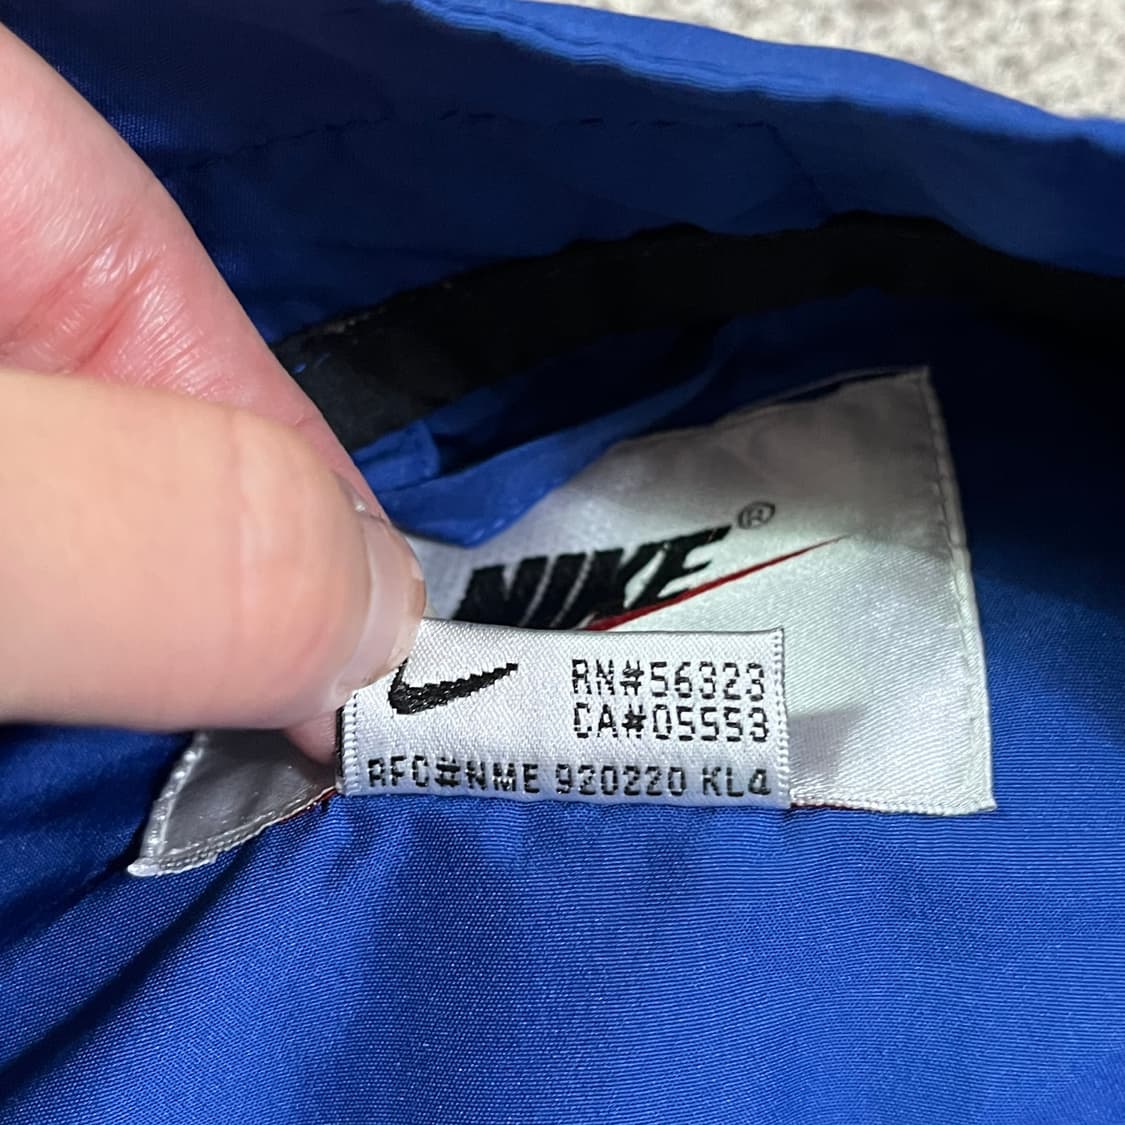 NIKE®
RN#56323
CA#05553
RFC#NME 920220 KL4